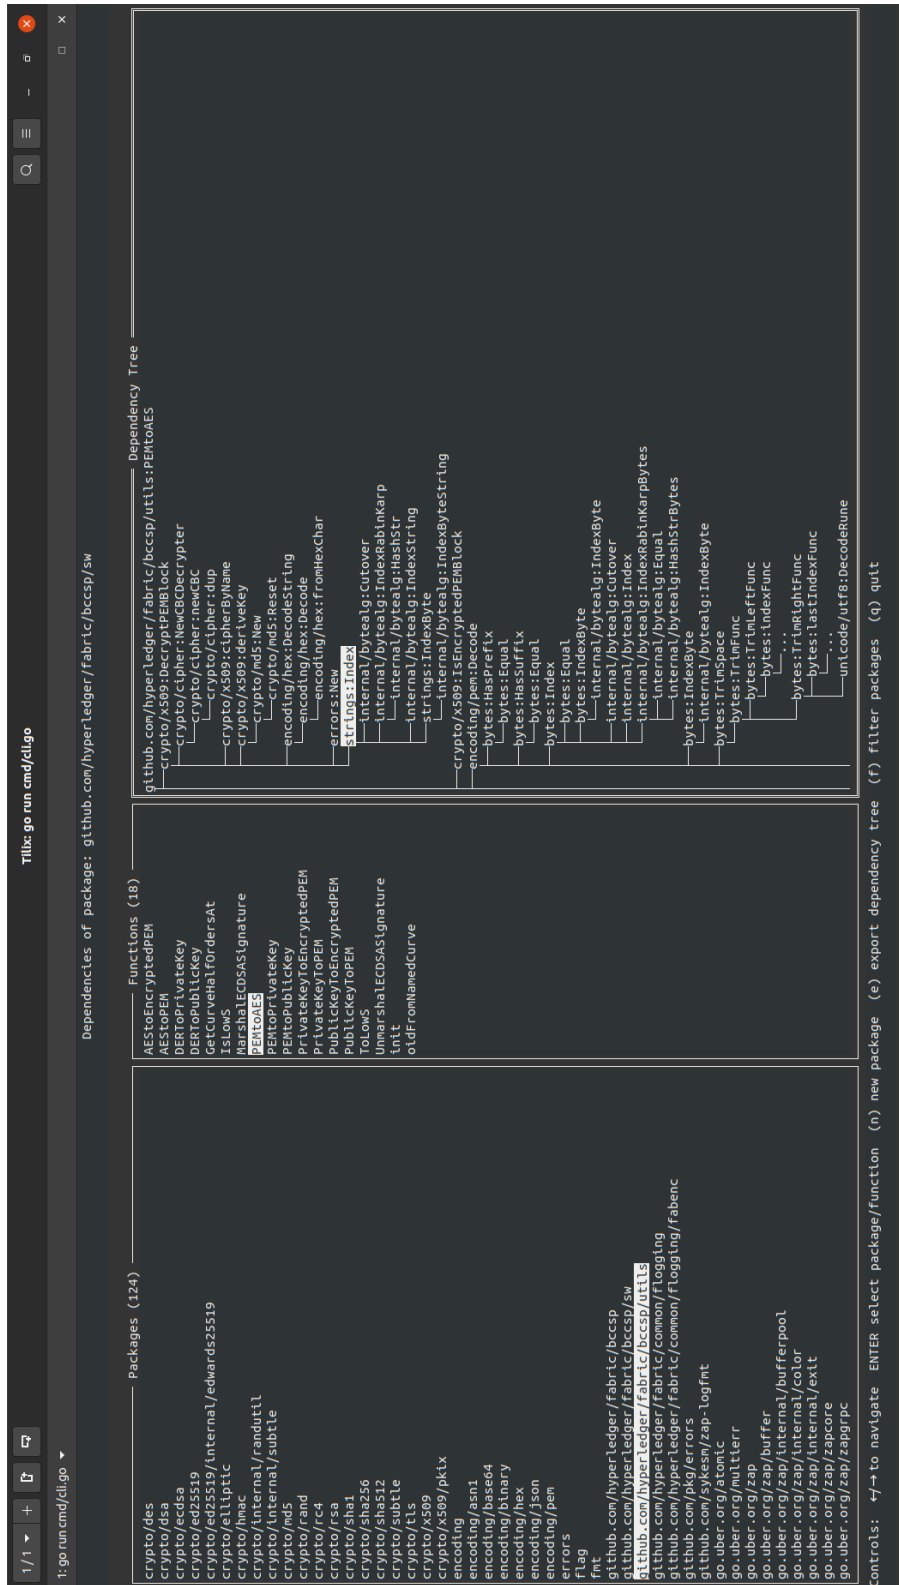 1/1
Tilix: go run cmd/cli.go
1: go run cmd/cli.go
Dependencies of package: github.com/hyperledger/fabric/bccsp/sw
Packages (124)
crypto/des
crypto/dsa
crypto/ecdsa
crypto/ed25519
crypto/ed25519/internal/edwards25519
crypto/elliptic
crypto/hmac
crypto/internal/randutil
crypto/internal/subtle
crypto/md5
crypto/rand
crypto/rc4
crypto/rsa
crypto/sha1
crypto/sha256
crypto/sha512
crypto/subtle
crypto/tls
crypto/x509
crypto/x509/pkix
encoding
encoding/asn1
encoding/base64
encoding/binary
encoding/hex
encoding/json
encoding/pem
errors
flag
fmt
github.com/hyperledger/fabric/bccsp
github.com/hyperledger/fabric/bccsp/sw
github.com/hyperledger/fabric/bccsp/utils
github.com/hyperledger/fabric/common/flogging
github.com/hyperledger/fabric/common/flogging/fabenc
github.com/pkg/errors
github.com/sykesm/zap-logfmt
go.uber.org/atomic
go.uber.org/multierr
go.uber.org/zap
go.uber.org/zap/buffer
go.uber.org/zap/internal/bufferpool
go.uber.org/zap/internal/color
go.uber.org/zap/internal/exit
go.uber.org/zap/zapcore
go.uber.org/zap/zapgrpc
Functions (18)
AEStoEncryptedPEM
AEStoPEM
DERToPrivateKey
DERToPublicKey
GetCurveHalfOrdersAt
IsLowS
MarshalECDSASignature
PEMtoAES
PEMtoPrivateKey
PEMtoPublicKey
PrivateKeyToEncryptedPEM
PrivateKeyToPEM
PublicKeyToEncryptedPEM
PublicKeyToPEM
ToLowS
UnmarshalECDSASignature
init
oidFromNamedCurve
Dependency Tree
github.com/hyperledger/fabric/bccsp/utils:PEMtoAES
crypto/x509:DecryptPEMBlock
crypto/cipher:NewCBCDecrypter
crypto/cipher:newCBC
crypto/cipher:dup
crypto/x509:cipherByName
crypto/x509:deriveKey
crypto/md5:New
crypto/md5:Reset
encoding/hex:DecodeString
encoding/hex:Decode
encoding/hex:fromHexChar
errors:New
strings:Index
internal/bytealg:Cutover
internal/bytealg:IndexRabinKarp
internal/bytealg:HashStr
internal/bytealg:IndexString
strings:IndexByte
internal/bytealg:IndexByteString
crypto/x509:IsEncryptedPEMBlock
encoding/pem:Decode
bytes:HasPrefix
bytes:Equal
bytes:HasSuffix
bytes:Equal
bytes:Index
bytes:Equal
bytes:IndexByte
internal/bytealg:IndexByte
internal/bytealg:Cutover
internal/bytealg:Index
internal/bytealg:IndexRabinKarpBytes
internal/bytealg:Equal
internal/bytealg:HashStrBytes
bytes:IndexByte
internal/bytealg:IndexByte
bytes:TrimSpace
bytes:TrimFunc
bytes:TrimLeftFunc
bytes:indexFunc
...
bytes:TrimRightFunc
bytes:lastIndexFunc
...
unicode/utf8:DecodeRune
Controls: ←/→ to navigate ENTER select package/function (n) new package (e) export dependency tree (f) filter packages (q) quit